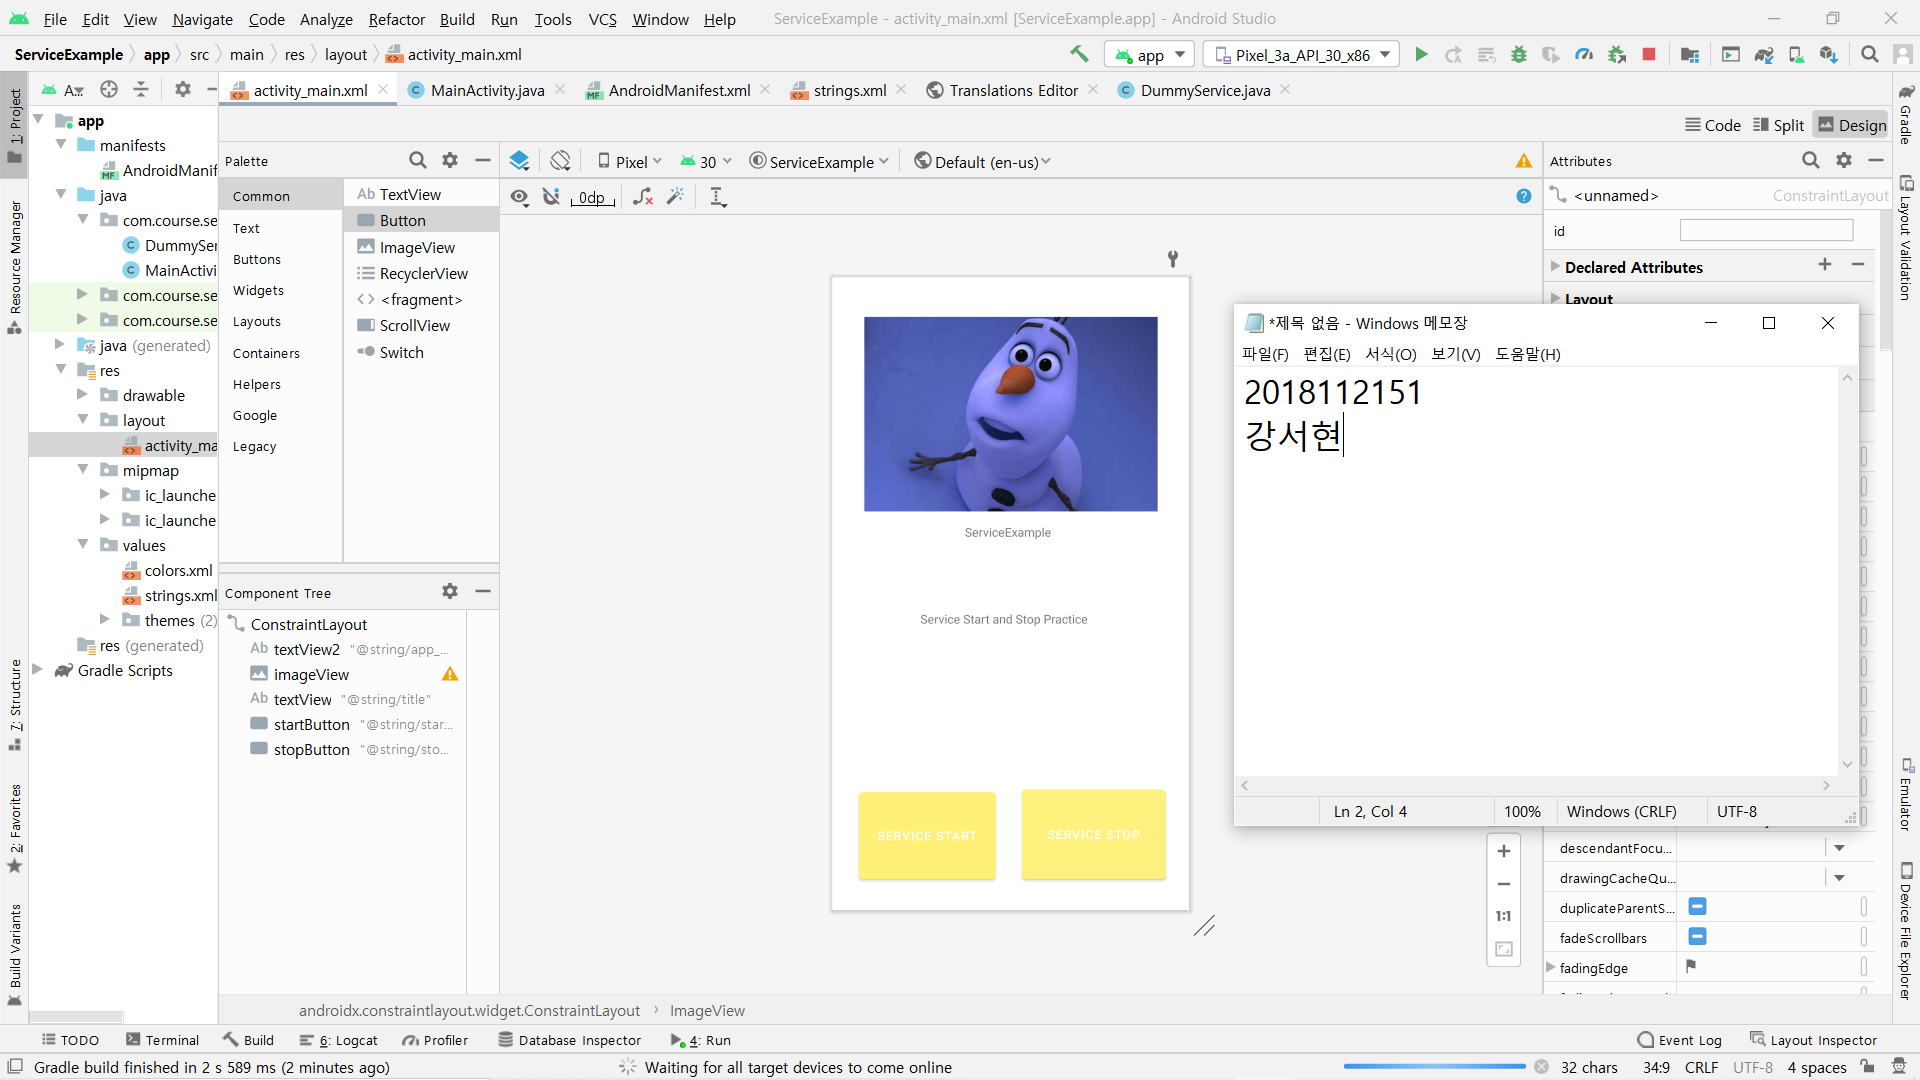 File Edit View Navigate Code Analyze Refactor Build Run Tools VCS Window Help ServiceExample - activity_main.xml [ServiceExample.app] - Android Studio
ServiceExample app src main res layout activity_main.xml app Pixel_3a_API_30_x86
A... activity_main.xml MainActivity.java AndroidManifest.xml strings.xml Translations Editor DummyService.java
Code Split Design
1: Project
Resource Manager
7: Structure
2: Favorites
Build Variants
app
manifests
AndroidManif
java
com.course.se
DummySer
MainActivi
com.course.se
com.course.se
java (generated)
res
drawable
layout
activity_ma
mipmap
ic_launche
ic_launche
values
colors.xml
strings.xml
themes (2)
res (generated)
Gradle Scripts
Palette
Common
Text
Buttons
Widgets
Layouts
Containers
Helpers
Google
Legacy
Ab TextView
Button
ImageView
RecyclerView
<fragment>
ScrollView
Switch
Component Tree
ConstraintLayout
Ab textView2 "@string/app_...
imageView
Ab textView "@string/title"
startButton "@string/star...
stopButton "@string/sto...
Pixel 30 ServiceExample Default (en-us)
0dp
ServiceExample
Service Start and Stop Practice
SERVICE START SERVICE STOP
Attributes
<unnamed> ConstraintLayout
id
Declared Attributes
Layout
*제목 없음 - Windows 메모장
파일(F) 편집(E) 서식(O) 보기(V) 도움말(H)
2018112151
강서현
Ln 2, Col 4 100% Windows (CRLF) UTF-8
1:1
descendantFocu...
drawingCacheQu...
duplicateParentS...
fadeScrollbars
fadingEdge
Gradle
Layout Validation
Emulator
Device File Explorer
androidx.constraintlayout.widget.ConstraintLayout ImageView
TODO Terminal Build 6: Logcat Profiler Database Inspector 4: Run Event Log Layout Inspector
Gradle build finished in 2 s 589 ms (2 minutes ago) Waiting for all target devices to come online 32 chars 34:9 CRLF UTF-8 4 spaces